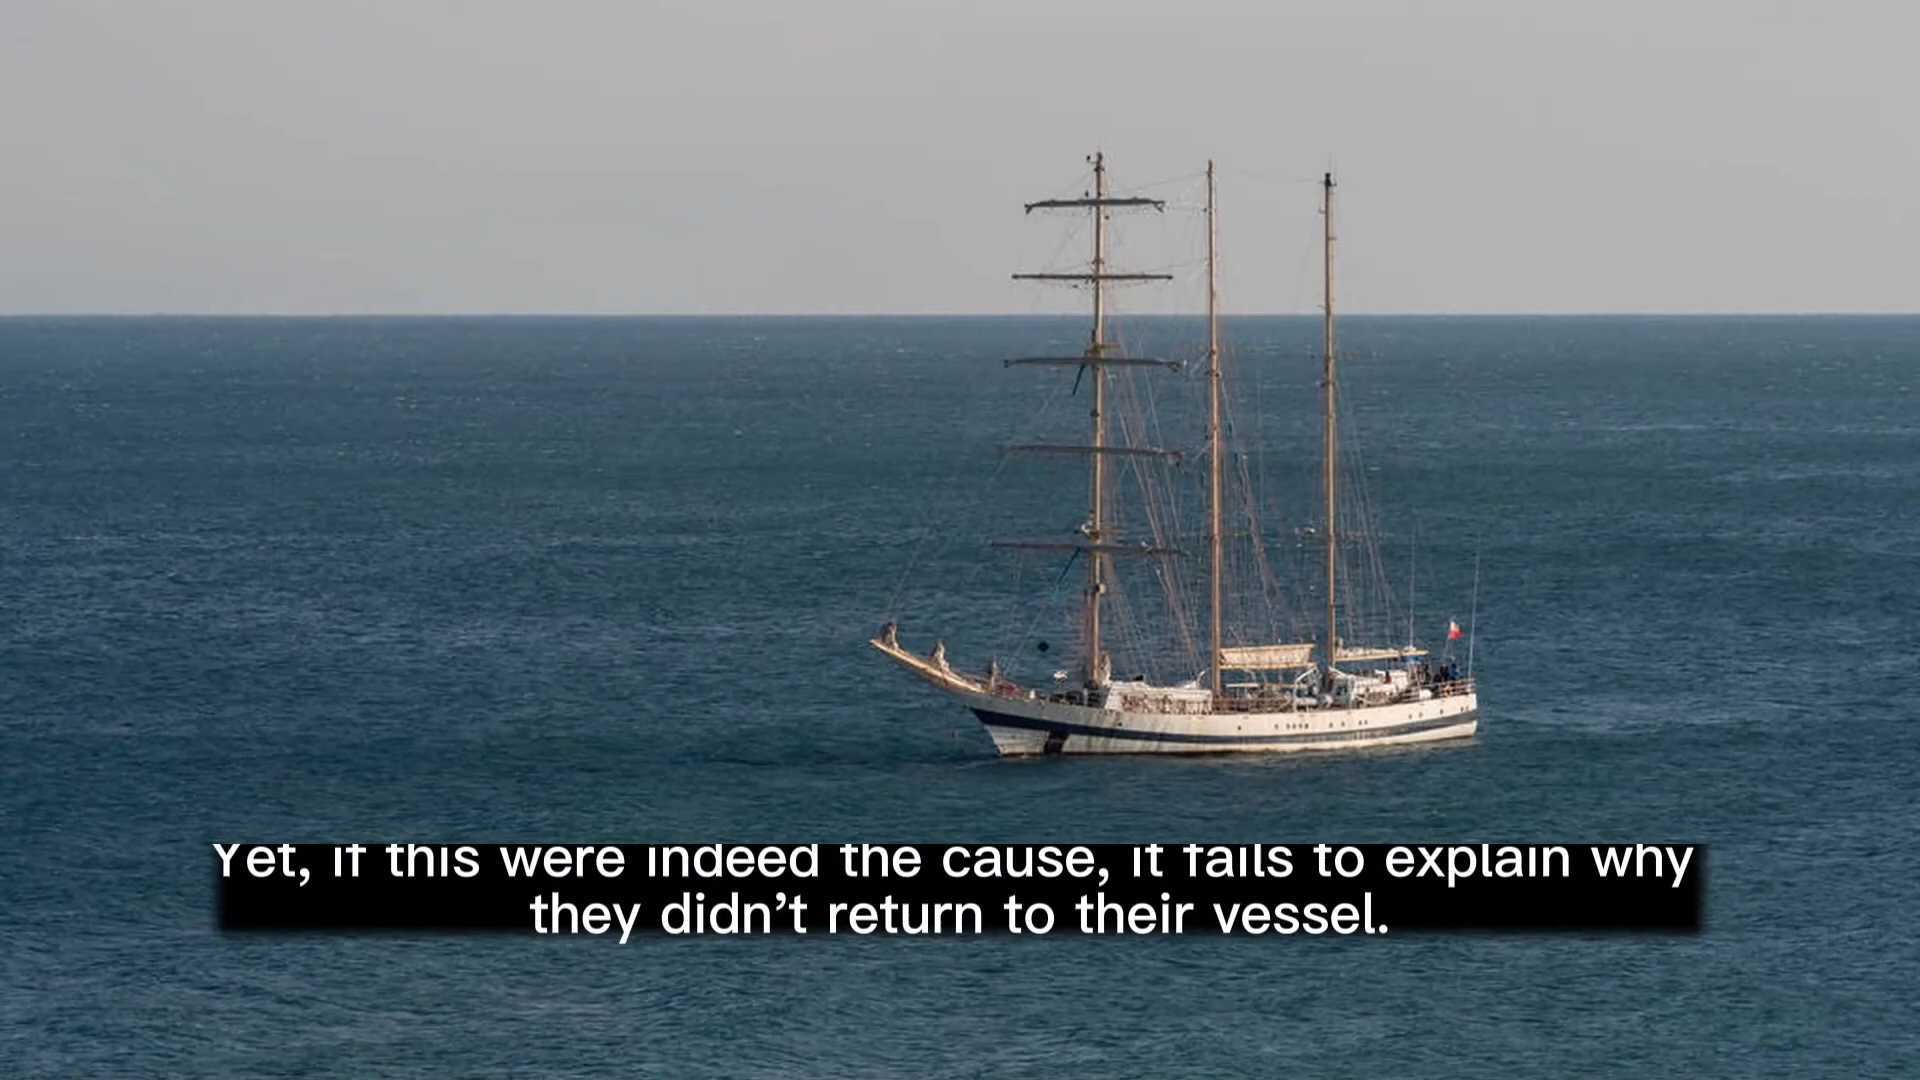 Yet, if this were indeed the cause, it fails to explain why
they didn't return to their vessel.